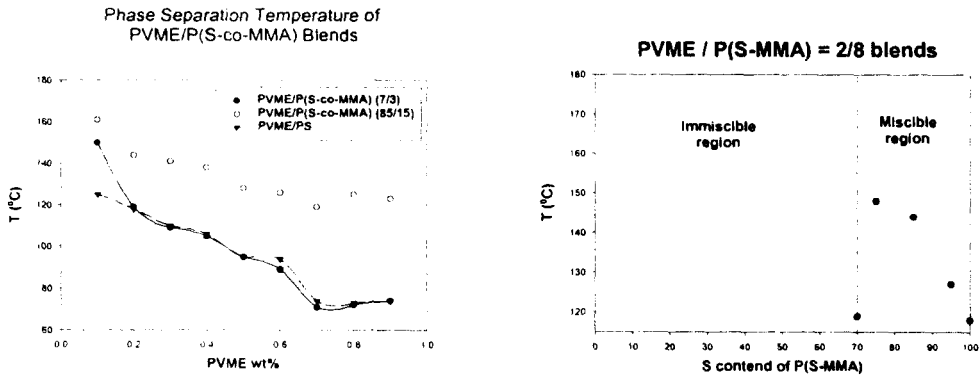 Phase Separation Temperature of
PVME/P(S-co-MMA) Blends
180
160
140
120
100
80
60
T (°C)
PVME/P(S-co-MMA) (7/3)
PVME/P(S-co-MMA) (85/15)
PVME/PS
0.0 0.2 0.4 0.6 0.8 1.0
PVME wt%
PVME / P(S-MMA) = 2/8 blends
180
170
160
150
140
130
120
T (°C)
Immiscible
region
Miscible
region
0 10 20 30 40 50 60 70 80 90 100
S contend of P(S-MMA)